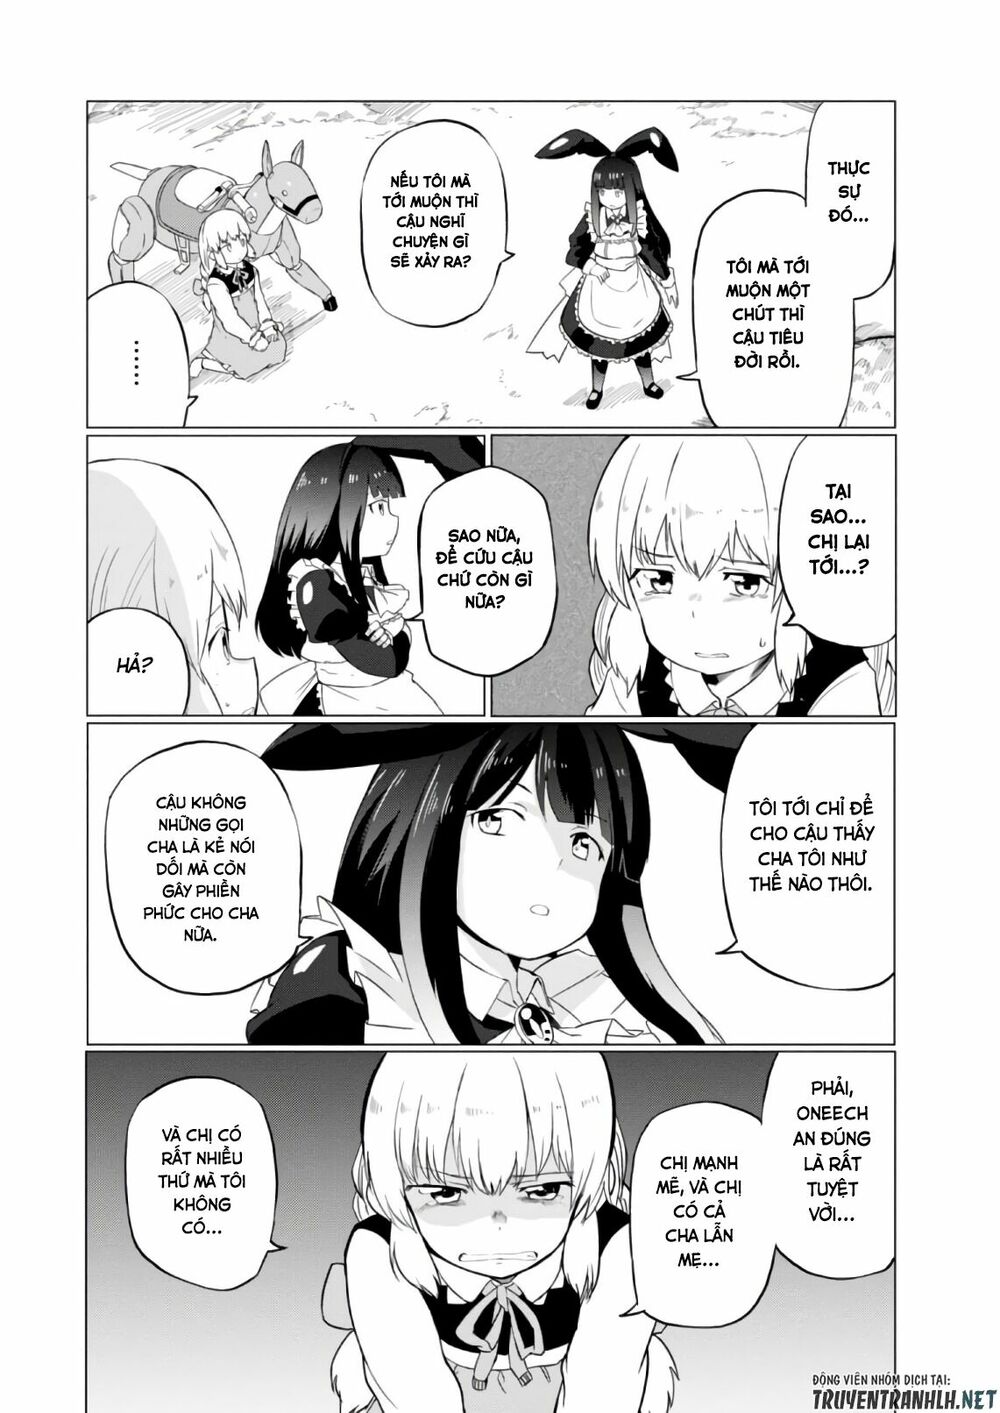 THỰC
SỰ
ĐÓ...
TÔI MÀ TỚI
MUỘN MỘT
CHÚT THÌ
CẬU TIÊU
ĐỜI RỒI.
NẾU TÔI MÀ
TỚI MUỘN THÌ
CẬU NGHĨ
CHUYỆN GÌ
SẼ XẢY RA?
......
TẠI
SAO...
CHỊ LẠI
TỚI...?
SAO NỮA,
ĐỂ CỨU CẬU
CHỨ CÒN GÌ
NỮA?
HẢ?
TÔI TỚI CHỈ ĐỂ
CHO CẬU THẤY
CHA TÔI NHƯ
THẾ NÀO THÔI.
CẬU KHÔNG
NHỮNG GỌI
CHA LÀ KẺ NÓI
DỐI MÀ CÒN
GÂY PHIỀN
PHỨC CHO CHA
NỮA.
PHẢI,
ONEECH
AN ĐÚNG
LÀ RẤT
TUYỆT
VỜI...
CHỊ MẠNH
MẼ, VÀ CHỊ
CÓ CẢ
CHA LẪN
MẸ...
VÀ CHỊ CÓ
RẤT NHIỀU
THỨ MÀ TÔI
KHÔNG
CÓ...
ĐỘNG VIÊN NHÓM DỊCH TẠI:
TRUYENTRANHLH.NET